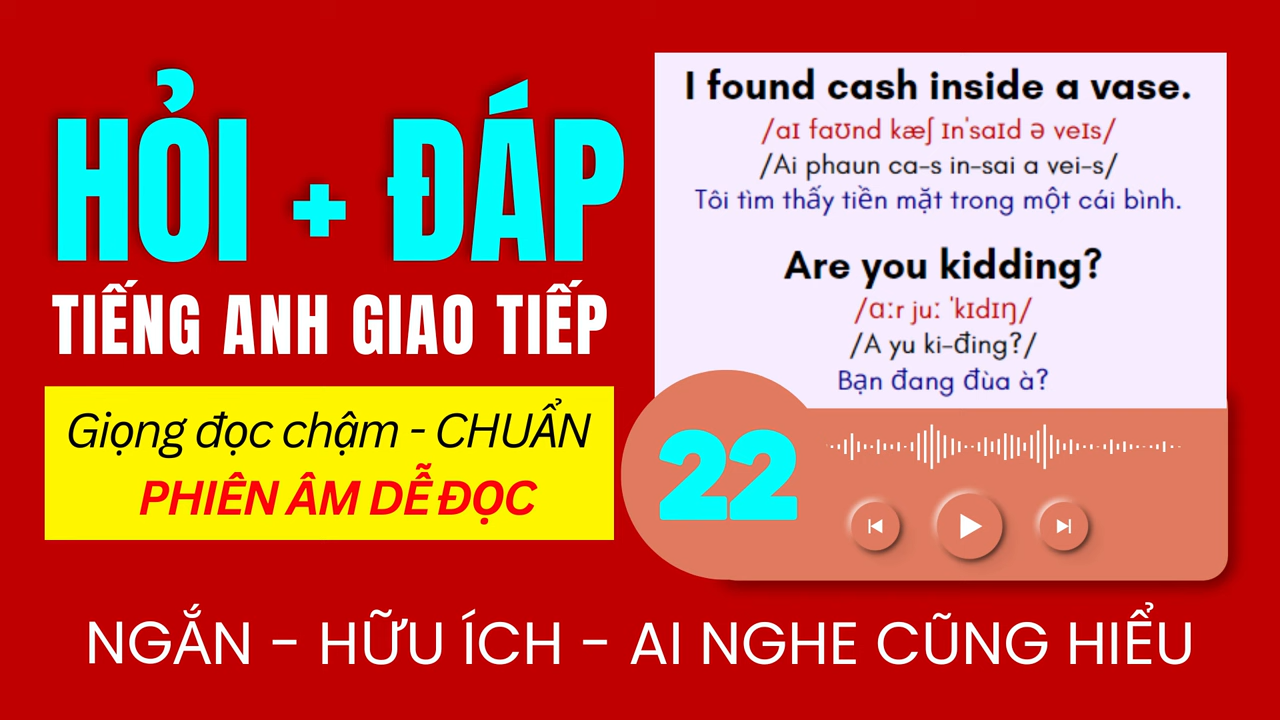 HỎI + ĐÁP
TIẾNG ANH GIAO TIẾP
Giọng đọc chậm - CHUẨN
PHIÊN ÂM DỄ ĐỌC
I found cash inside a vase.
/aɪ faʊnd kæʃ ɪnˈsaɪd ə veɪs/
/Ai phaun ca-s in-sai a vei-s/
Tôi tìm thấy tiền mặt trong một cái bình.
Are you kidding?
/ɑːr juː ˈkɪdɪŋ/
/A yu ki-đing?/
Bạn đang đùa à?
22
NGẮN - HỮU ÍCH - AI NGHE CŨNG HIỂU